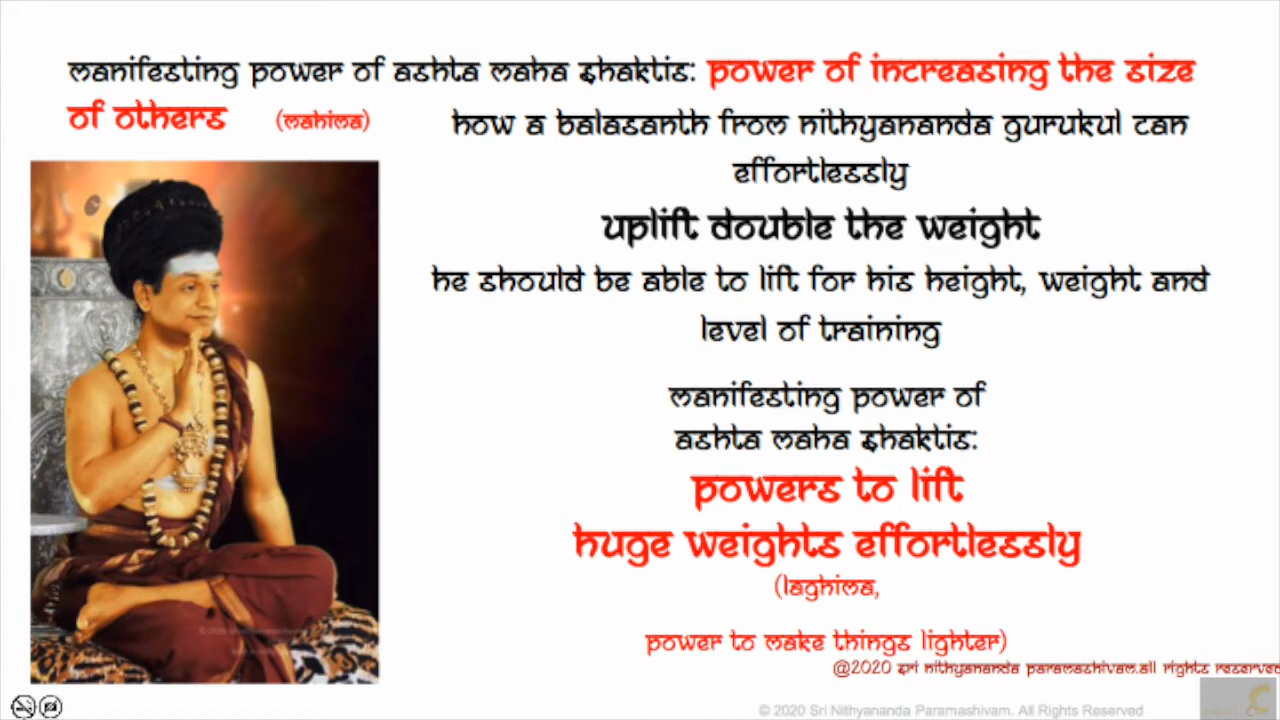 manifesting power of ashta maha shaktis: power of increasing the size
of others (mahima) how a balasanth from nithyananda gurukul can
effortlessly
uplift double the weight
he should be able to lift for his height, weight and
level of training
manifesting power of
ashta maha shaktis:
powers to lift
huge weights effortlessly
(laghima,
power to make things lighter)
@2020 sri nithyananda paramashivam.all rights reserved
© 2020 Sri Nithyananda Paramashivam. All Rights Reserved